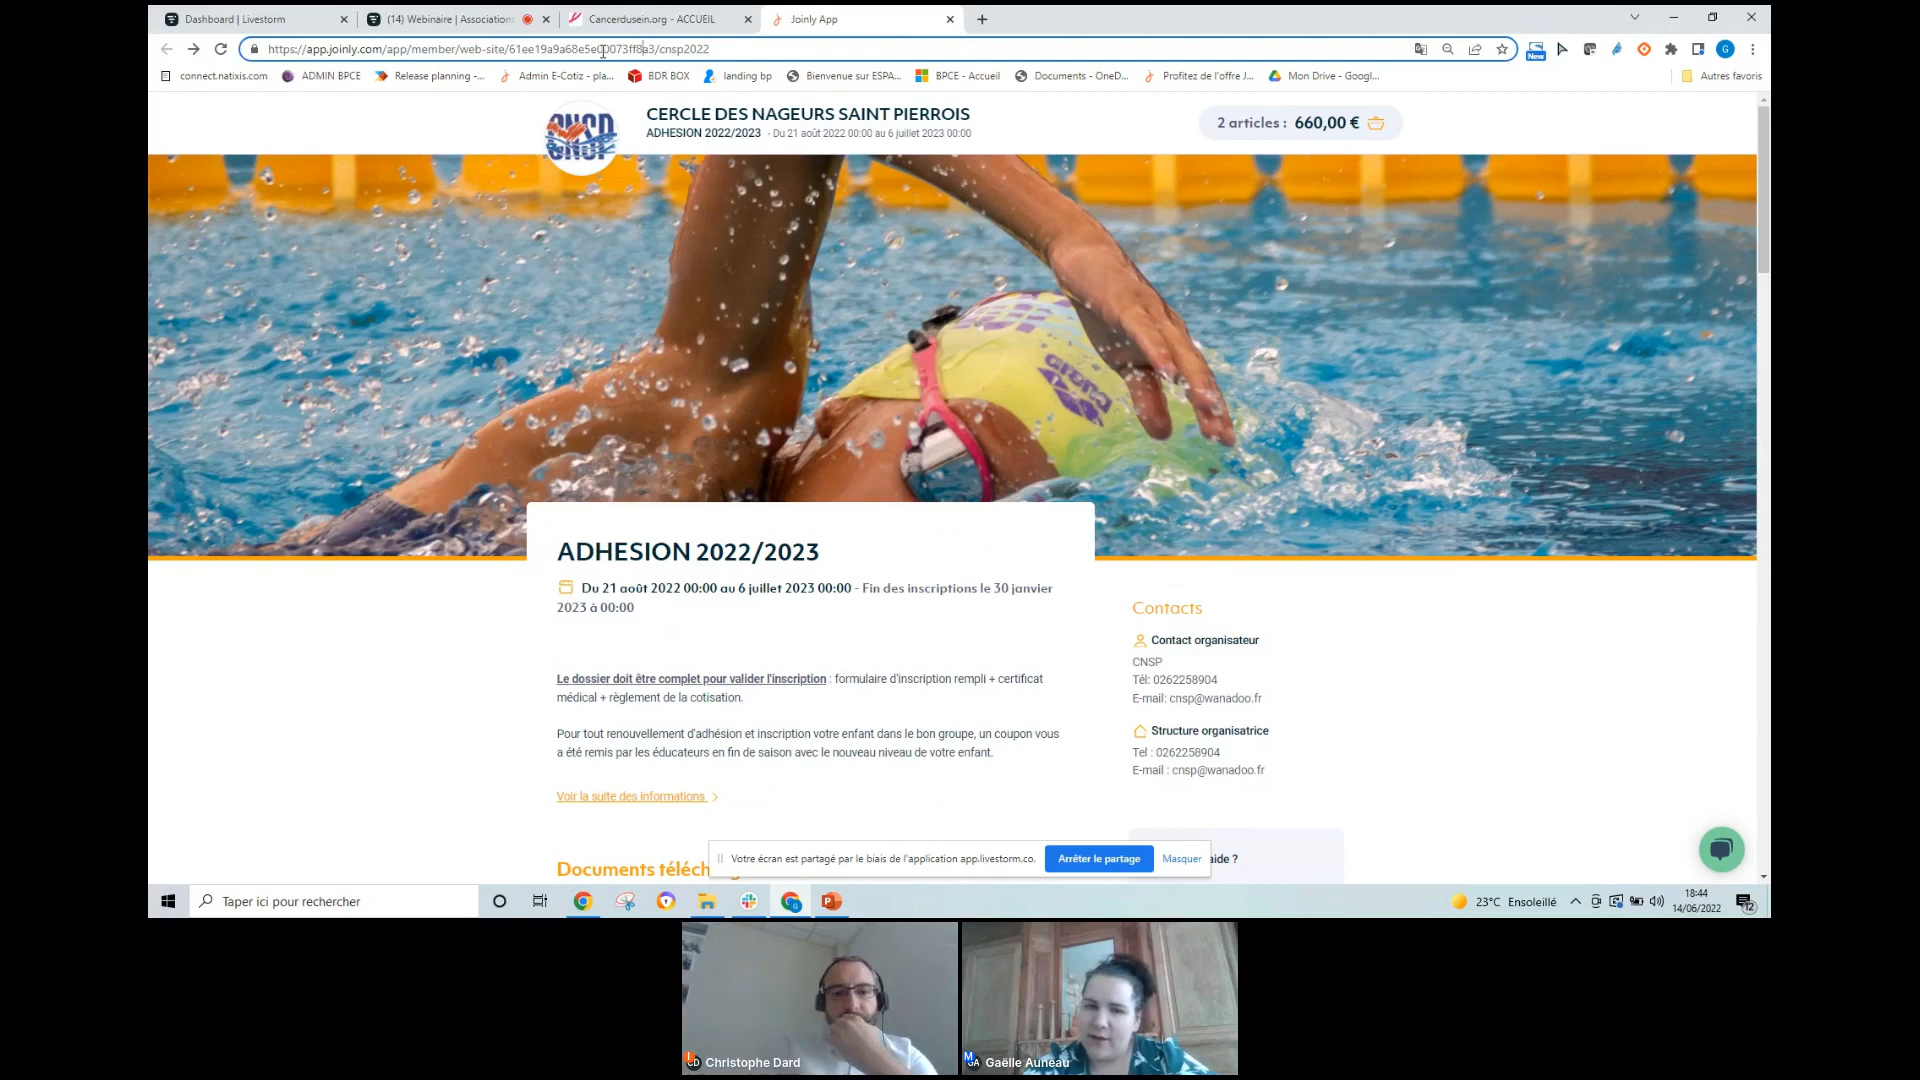 Dashboard | Livestorm
(14) Webinaire | Association
Cancerdusein.org - ACCUEIL
Joinly App
https://app.joinly.com/app/member/web-site/61ee19a9a68e5e00073ff8a3/cnsp2022
New
G
connect.natixis.com
ADMIN BPCE
Release planning -...
Admin E-Cotiz - pla...
BDR BOX
landing bp
Bienvenue sur ESPA...
BPCE - Accueil
Documents - OneD...
Profitez de l'offre J...
Mon Drive - Googl...
Autres favoris
CERCLE DES NAGEURS SAINT PIERROIS
ADHESION 2022/2023 - Du 21 août 2022 00:00 au 6 juillet 2023 00:00
2 articles : 660,00 €
arena
ADHESION 2022/2023
Du 21 août 2022 00:00 au 6 juillet 2023 00:00 - Fin des inscriptions le 30 janvier
2023 à 00:00
Le dossier doit être complet pour valider l'inscription : formulaire d'inscription rempli + certificat
médical + règlement de la cotisation.
Pour tout renouvellement d'adhésion et inscription votre enfant dans le bon groupe, un coupon vous
a été remis par les éducateurs en fin de saison avec le nouveau niveau de votre enfant.
Voir la suite des informations
Contacts
Contact organisateur
CNSP
Tél: 0262258904
E-mail: cnsp@wanadoo.fr
Structure organisatrice
Tel : 0262258904
E-mail : cnsp@wanadoo.fr
aide ?
Documents téléch
Votre écran est partagé par le biais de l'application app.livestorm.co.
Arrêter le partage
Masquer
Taper ici pour rechercher
23°C Ensoleillé
18:44
14/06/2022
12
CD Christophe Dard
GA Gaëlle Auneau